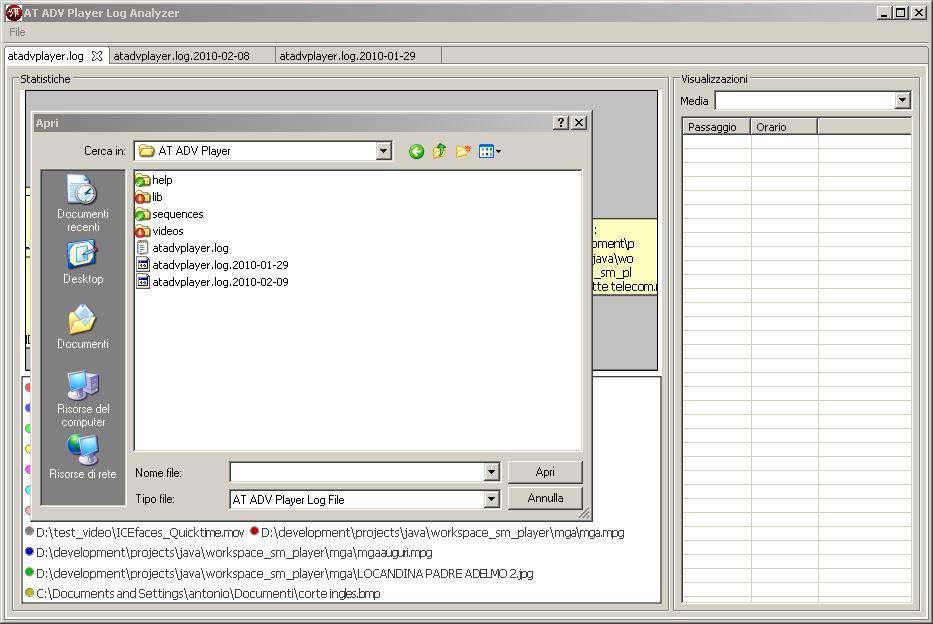 AT ADV Player Log Analyzer
File
atadvplayer.log
atadvplayer.log.2010-02-08
atadvplayer.log.2010-01-29
Statistiche
Visualizzazioni
Media
Passaggio Orario
Apri
Cerca in: AT ADV Player
Documenti recenti
Desktop
Documenti
Risorse del computer
Risorse di rete
help
lib
sequences
videos
atadvplayer.log
atadvplayer.log.2010-01-29
atadvplayer.log.2010-02-09
Nome file:
Apri
Tipo file: AT ADV Player Log File
Annulla
:
oment\p
java\wo
_sm_pl
tte telecom.
D:\test_video\ICEfaces_Quicktime.mov D:\development\projects\java\workspace_sm_player\mga\mga.mpg
D:\development\projects\java\workspace_sm_player\mga\mgaauguri.mpg
D:\development\projects\java\workspace_sm_player\mga\LOCANDINA PADRE ADELMO 2.jpg
C:\Documents and Settings\antonio\Documenti\corte ingles.bmp